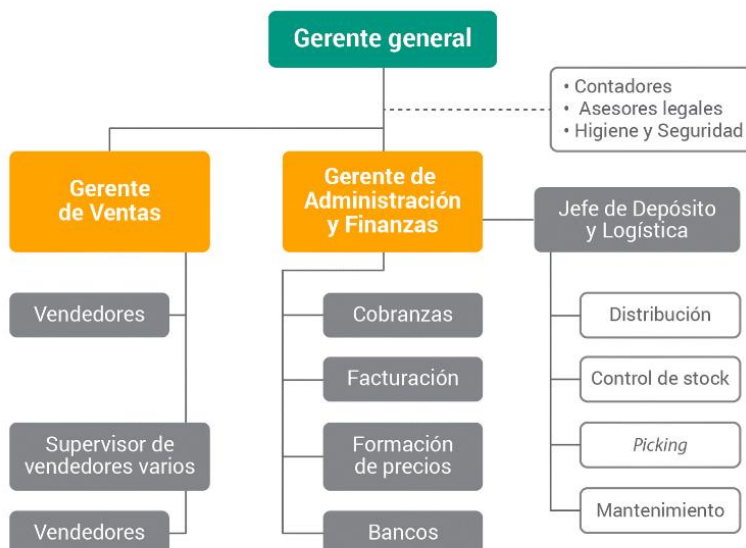 Gerente general
• Contadores
• Asesores legales
• Higiene y Seguridad
Gerente
de Ventas
Gerente de
Administración
y Finanzas
Jefe de Depósito
y Logística
Vendedores
Cobranzas
Distribución
Facturación
Control de stock
Supervisor de
vendedores varios
Formación
de precios
Picking
Vendedores
Bancos
Mantenimiento